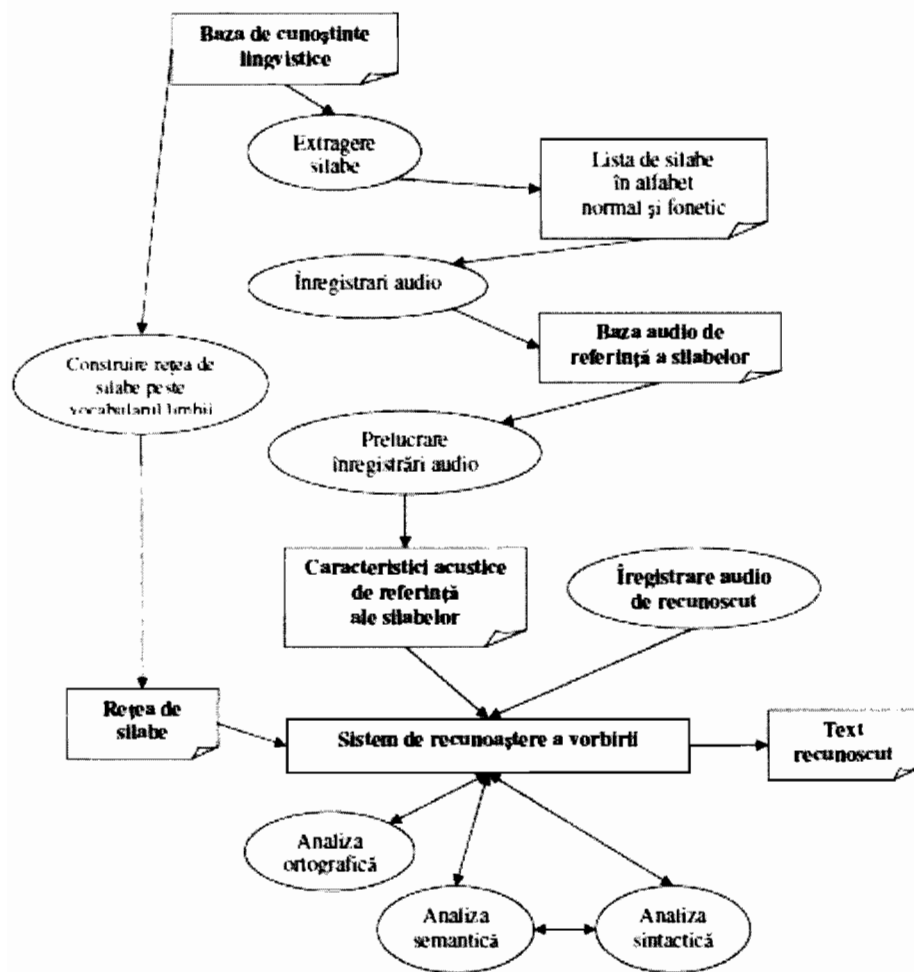 Baza de cunoştinte
lingvistice
Extragere
silabe
Lista de silabe
în alfabet
normal şi fonetic
Înregistrari audio
Baza audio de
referinţă a silabelor
Construire reţea de
silabe peste
vocabularul limbii
Prelucrare
înregistrări audio
Caracteristici acustice
de referinţă
ale silabelor
Îregistrare audio
de recunoscut
Reţea de
silabe
Sistem de recunoaştere a vorbirii
Text
recunoscut
Analiza
ortografică
Analiza
semantică
Analiza
sintactică